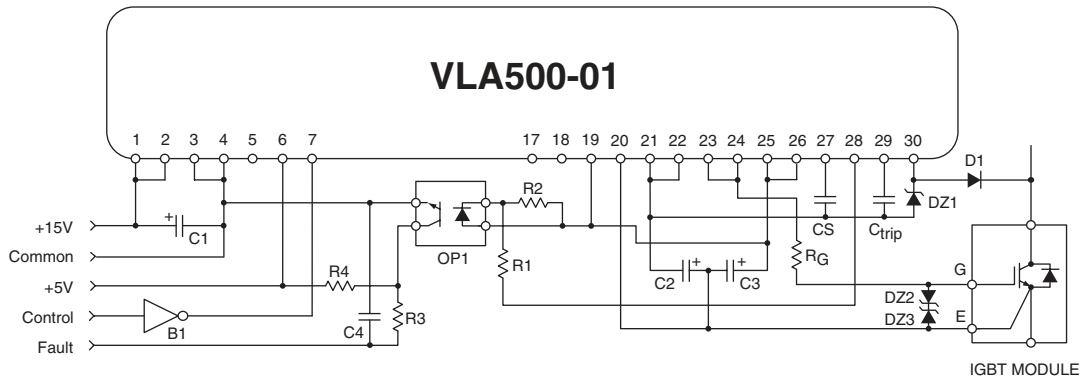 VLA500-01
1 2 3 4 5 6 7 17 18 19 20 21 22 23 24 25 26 27 28 29 30
D1
R2
DZ1
+15V
C1
CS
Ctrip
OP1
Common
R1
RG
+5V
R4
C2
C3
G
DZ2
Control
B1
C4
R3
DZ3
E
Fault
IGBT MODULE
+
+
+